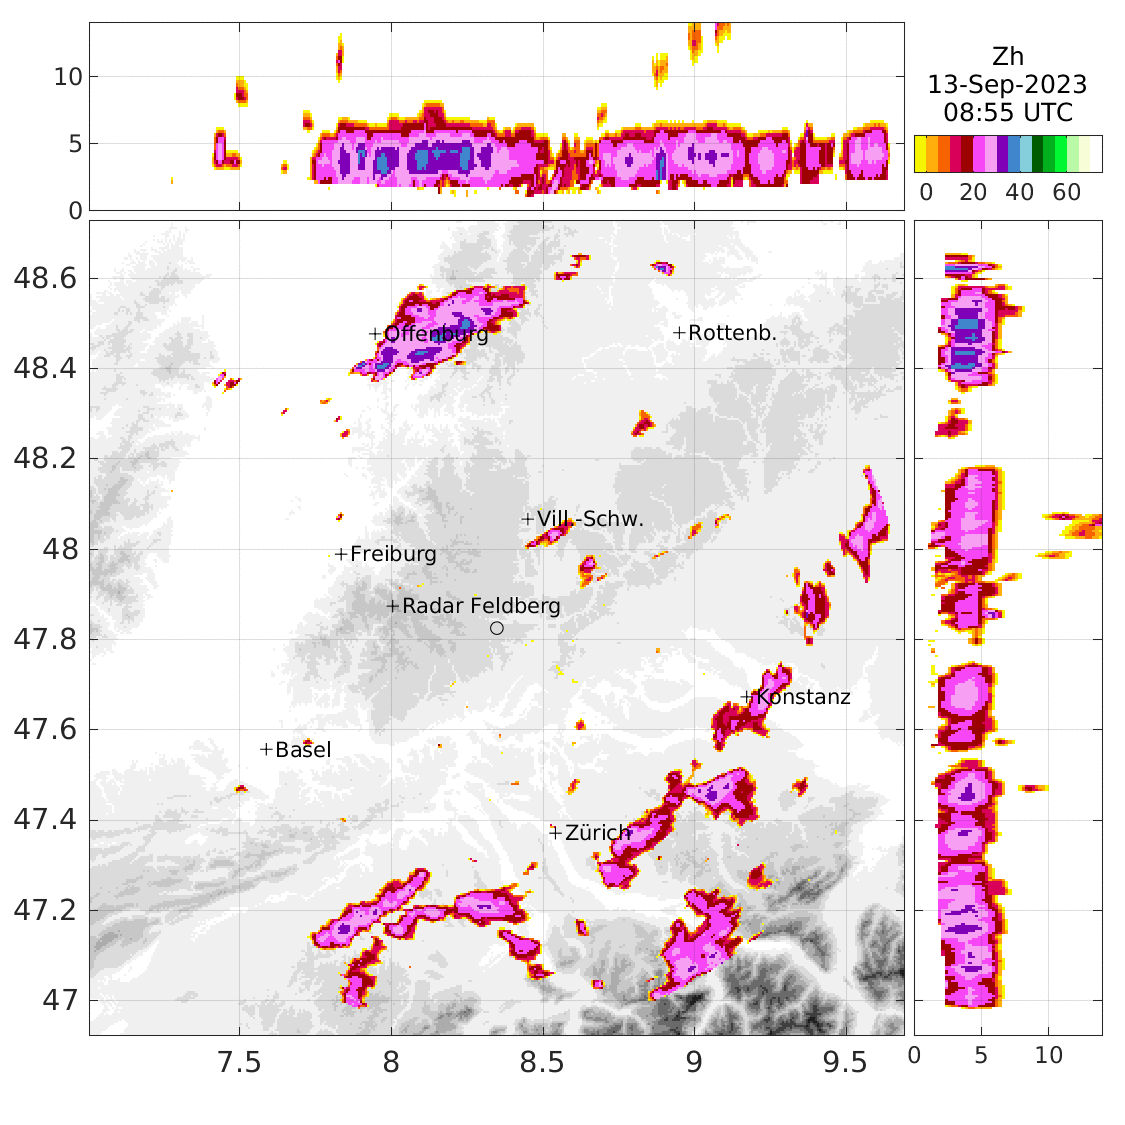 10
5
0
Zh
13-Sep-2023
08:55 UTC
0 20 40 60
48.6
48.4
48.2
48
47.8
47.6
47.4
47.2
47
Offenburg
Rottenb.
Vill.-Schw.
Freiburg
Radar Feldberg
Konstanz
Basel
Zürich
7.5 8 8.5 9 9.5
0 5 10